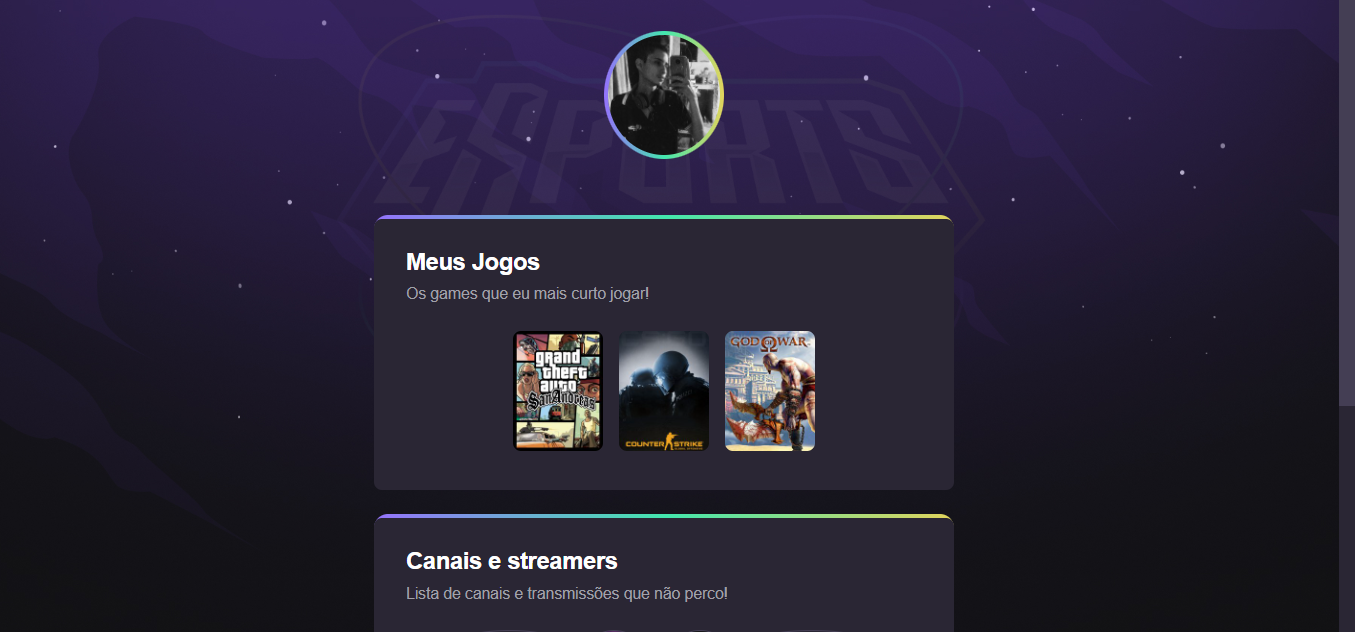 ESPORTS
Meus Jogos
Os games que eu mais curto jogar!
grand
theft
auto
San Andreas
COUNTER STRIKE
GOD OF WAR
Canais e streamers
Lista de canais e transmissões que não perco!